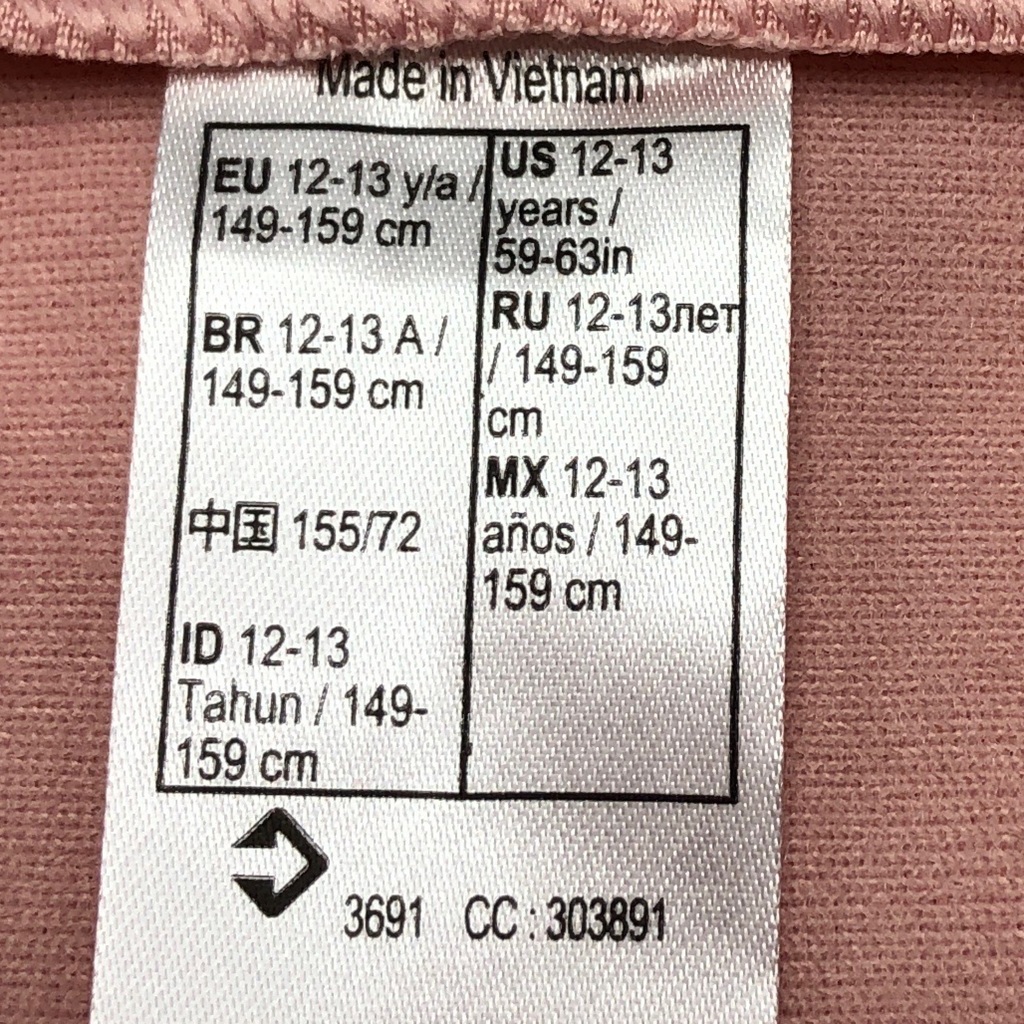 Made in Vietnam
EU 12-13 y/a /
149-159 cm
BR 12-13 A /
149-159 cm
中国 155/72
ID 12-13
Tahun / 149-
159 cm
US 12-13
years /
59-63in
RU 12-13лет
/ 149-159
cm
MX 12-13
años / 149-
159 cm
3691 CC : 303891